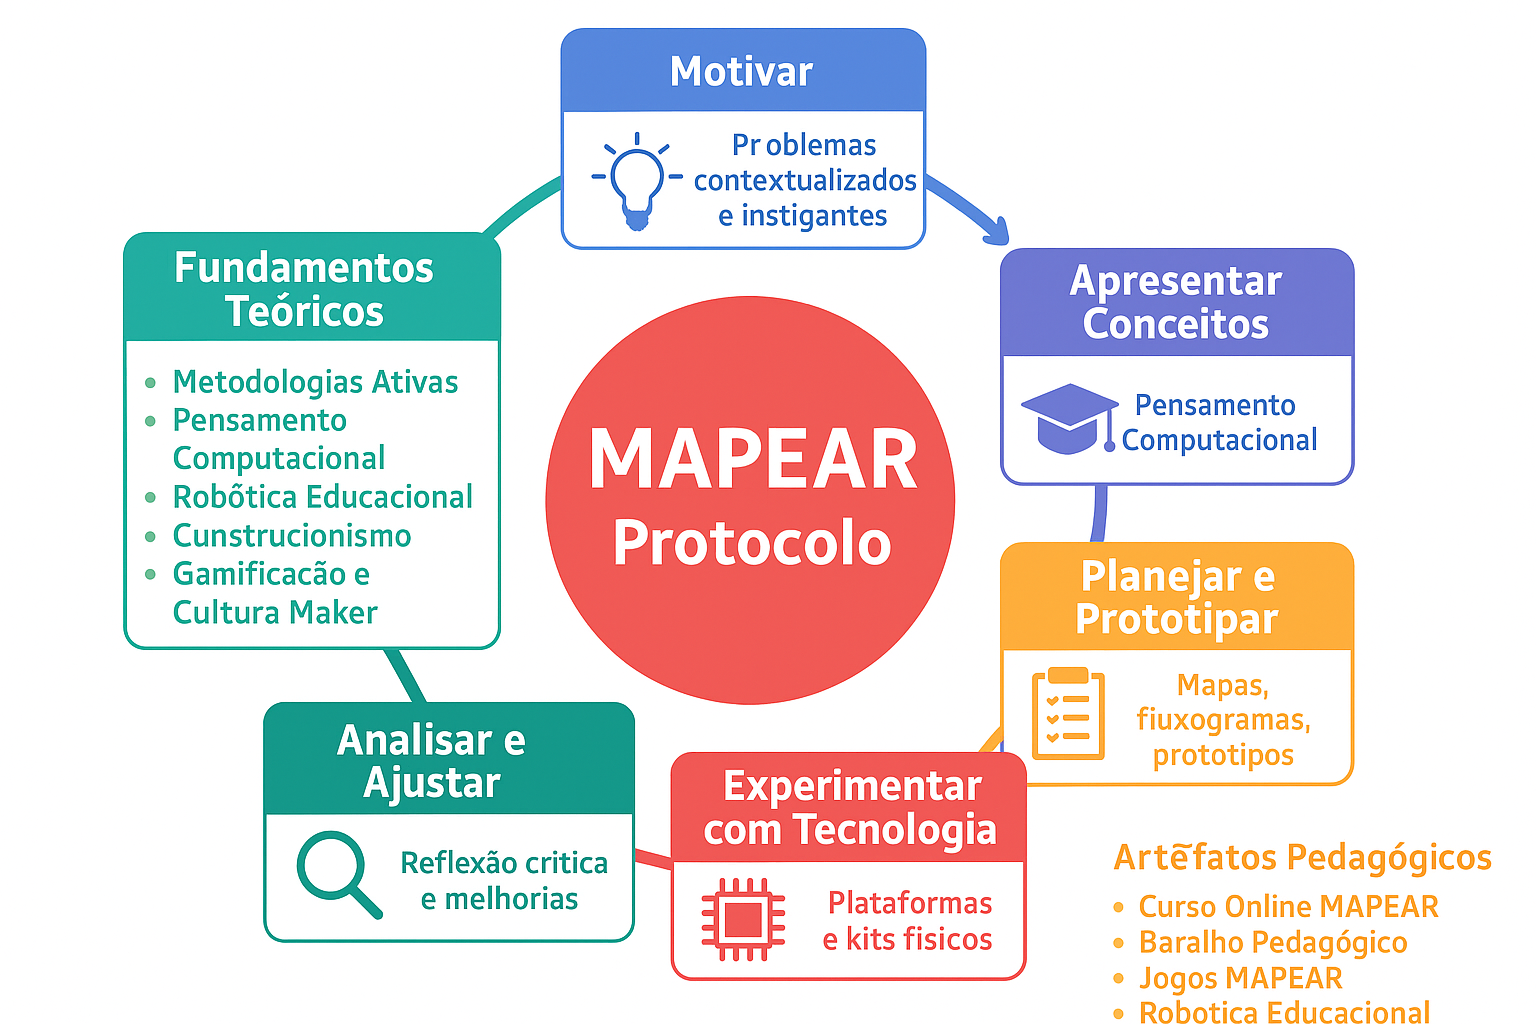 Motivar
Pr oblemas
contextualizados
e instigantes
Fundamentos
Teóricos
• Metodologias Ativas
• Pensamento
Computacional
• Robõtica Educacional
• Cunstrucionismo
• Gamificacão e
Cultura Maker
Apresentar
Conceitos
Pensamento
Computacional
MAPEAR
Protocolo
Planejar e
Prototipar
Mapas,
fiuxogramas,
prototipos
Analisar e
Ajustar
Reflexão critica
e melhorias
Experimentar
com Tecnologia
Plataformas
e kits fisicos
Artẽfatos Pedagógicos
• Curso Online MAPEAR
• Baralho Pedagógico
• Jogos MAPEAR
• Robotica Educacional